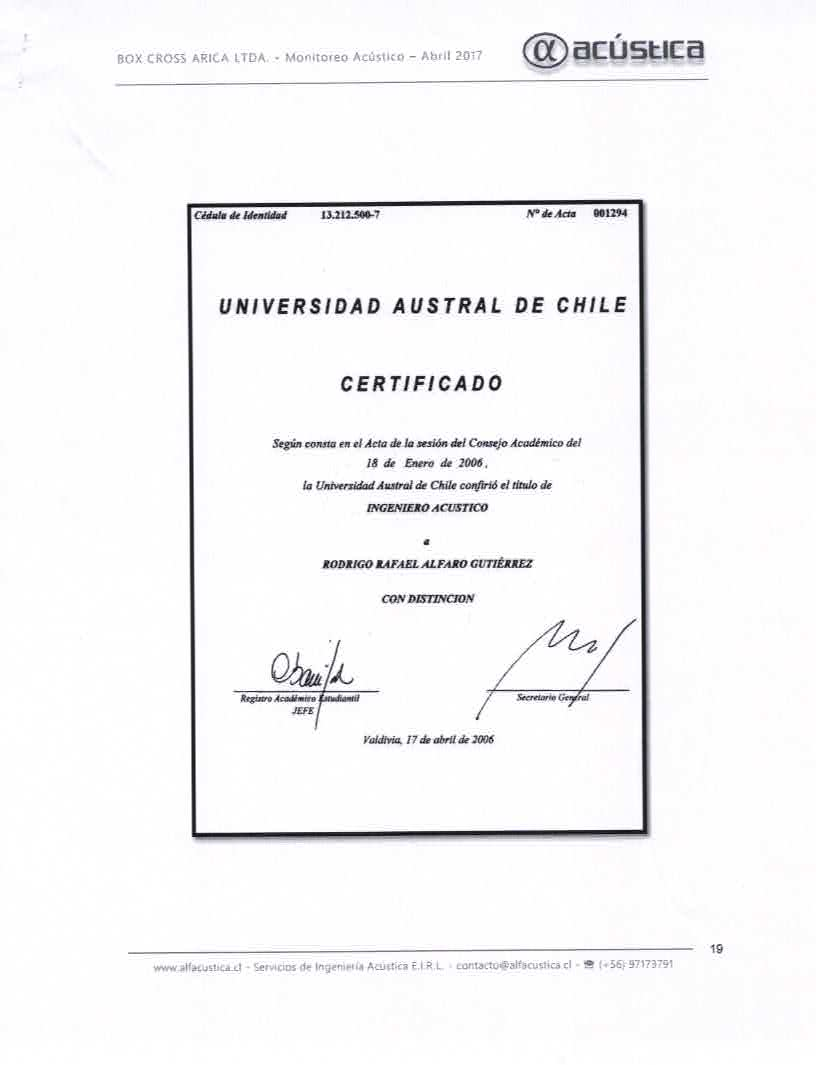 BOX CROSS ARICA LTDA. - Monitoreo Acústico – Abril 2017
α acústica
Cédula de Identidad 13.212.500-7 Nº de Acta 001294
UNIVERSIDAD AUSTRAL DE CHILE
CERTIFICADO
Según consta en el Acta de la sesión del Consejo Académico del
18 de Enero de 2006,
la Universidad Austral de Chile confirió el título de
INGENIERO ACUSTICO
a
RODRIGO RAFAEL ALFARO GUTIÉRREZ
CON DISTINCION
Registro Académico Estudiantil
JEFE
Secretario General
Valdivia, 17 de abril de 2006
19
www.alfacustica.cl - Servicios de Ingeniería Acústica E.I.R.L. - contacto@alfacustica.cl - ☎ (+56) 97173791